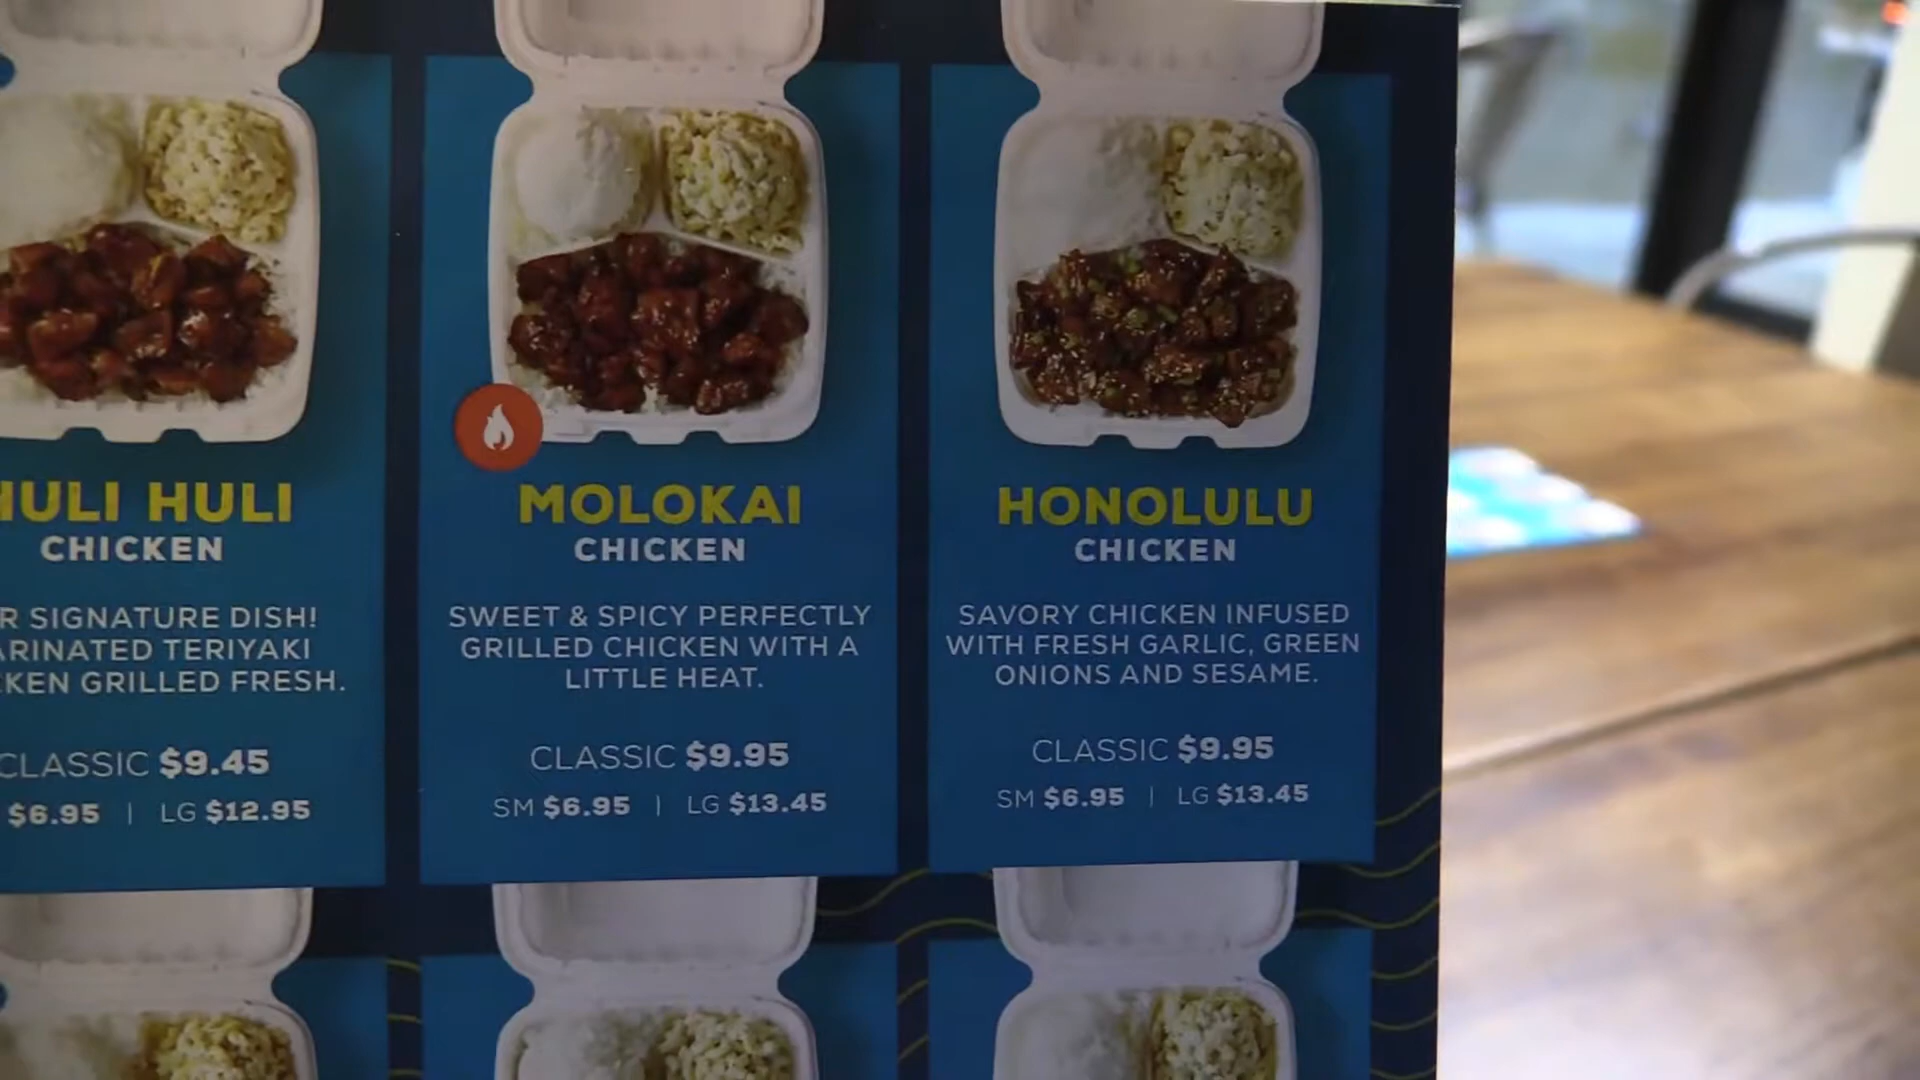 HULI HULI
CHICKEN
SIGNATURE DISH!
TERIYAKI
GRILLED FRESH.
CLASSIC $9.45
$6.95 | LG $12.95
MOLOKAI
CHICKEN
SWEET & SPICY PERFECTLY
GRILLED CHICKEN WITH A
LITTLE HEAT.
CLASSIC $9.95
SM $6.95 | LG $13.45
HONOLULU
CHICKEN
SAVORY CHICKEN INFUSED
WITH FRESH GARLIC, GREEN
ONIONS AND SESAME.
CLASSIC $9.95
SM $6.95 | LG $13.45